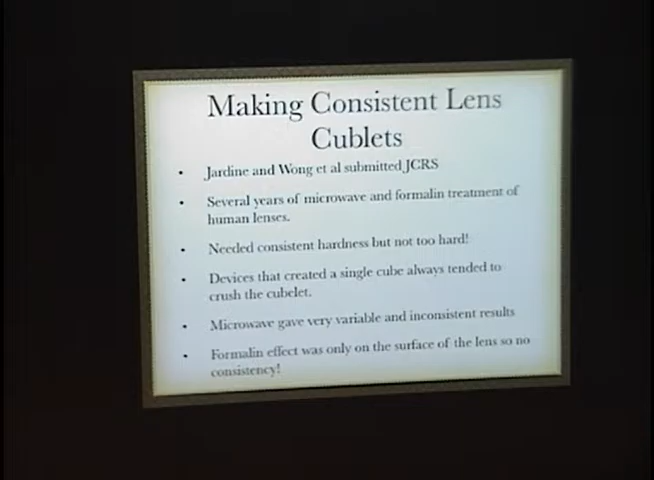 Making Consistent Lens
Cublets
• Jardine and Wong et al submitted JCRS
• Several years of microwave and formalin treatment of
human lenses.
• Needed consistent hardness but not too hard!
• Devices that created a single cube always tended to
crush the cubelet.
• Microwave gave very variable and inconsistent results
• Formalin effect was only on the surface of the lens so no
consistency!